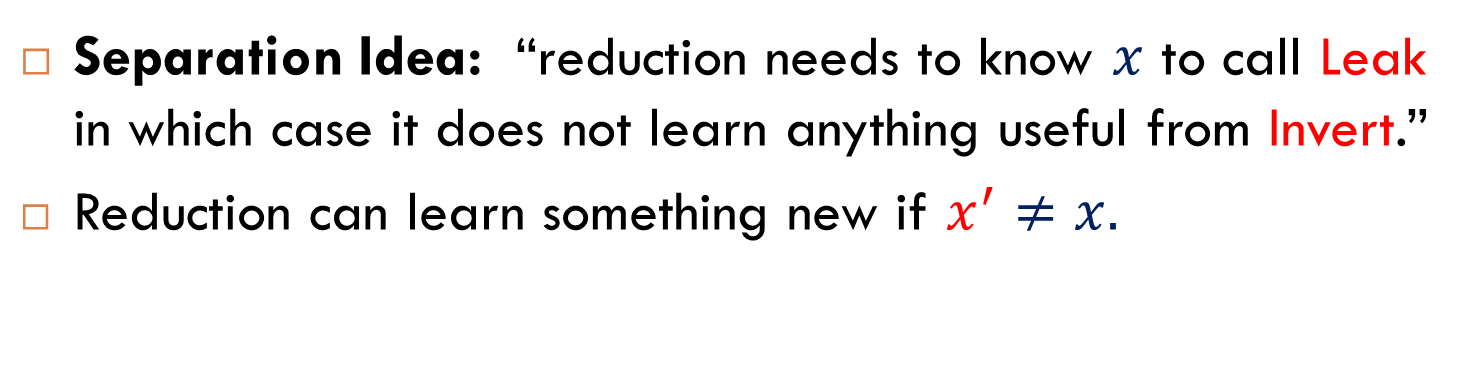 □ Separation Idea: “reduction needs to know x to call Leak
in which case it does not learn anything useful from Invert.”
□ Reduction can learn something new if x′ ≠ x.